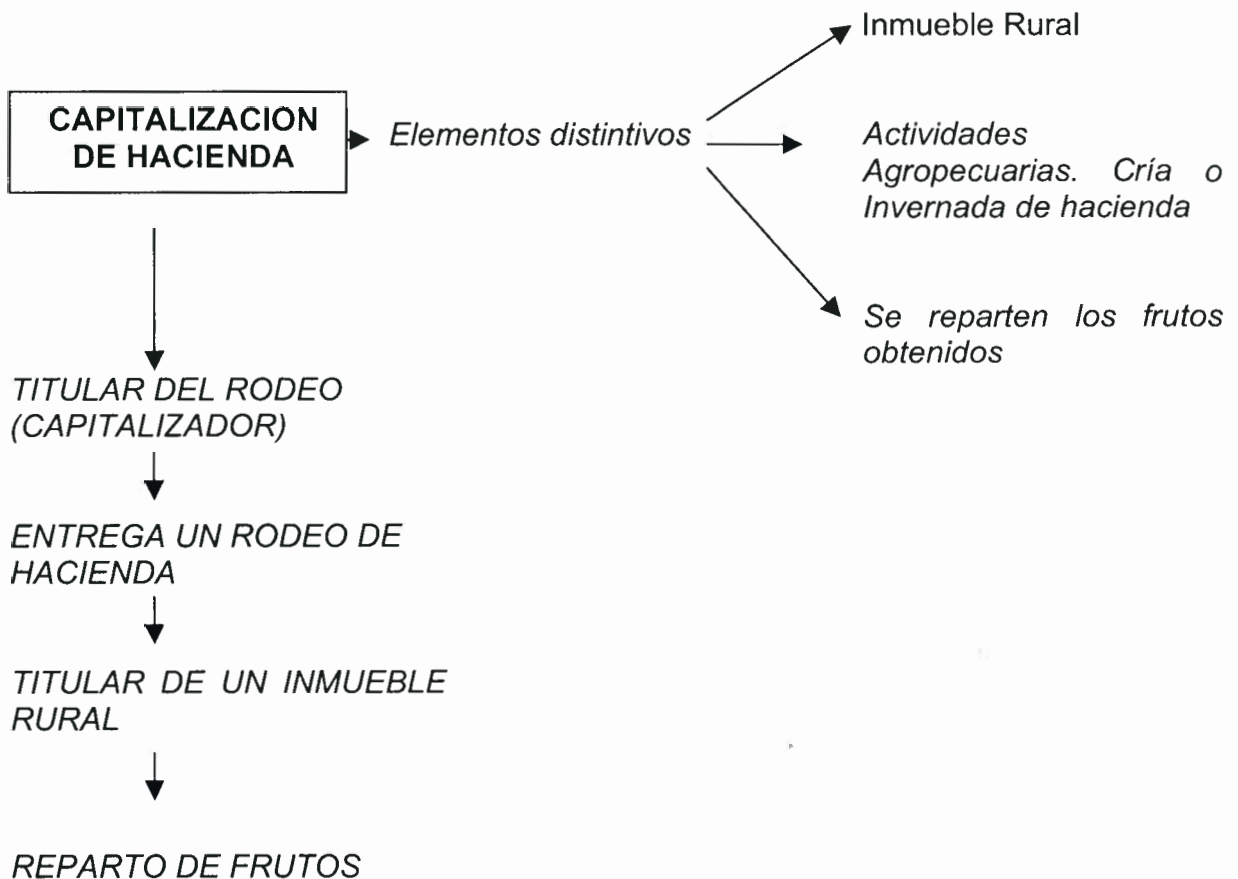 CAPITALIZACION
DE HACIENDA
Elementos distintivos
Inmueble Rural
Actividades
Agropecuarias. Cría o
Invernada de hacienda
Se reparten los frutos
obtenidos
TITULAR DEL RODEO
(CAPITALIZADOR)
ENTREGA UN RODEO DE
HACIENDA
TITULAR DE UN INMUEBLE
RURAL
REPARTO DE FRUTOS